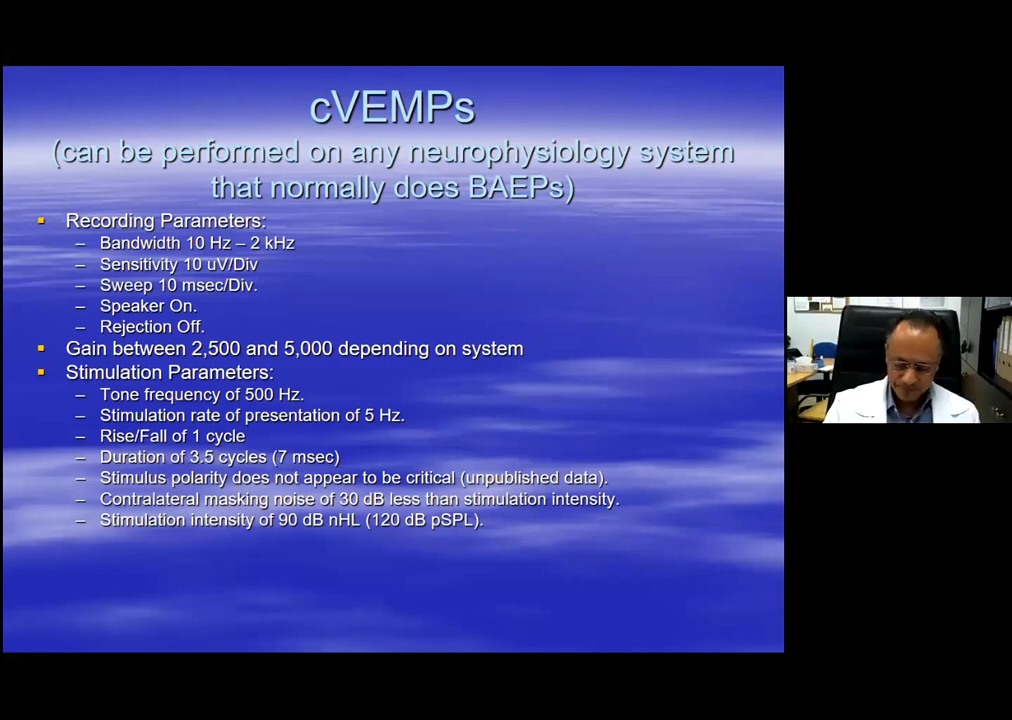 cVEMPs
(can be performed on any neurophysiology system
that normally does BAEPs)
▪ Recording Parameters:
– Bandwidth 10 Hz – 2 kHz
– Sensitivity 10 uV/Div
– Sweep 10 msec/Div.
– Speaker On.
– Rejection Off.
▪ Gain between 2,500 and 5,000 depending on system
▪ Stimulation Parameters:
– Tone frequency of 500 Hz.
– Stimulation rate of presentation of 5 Hz.
– Rise/Fall of 1 cycle
– Duration of 3.5 cycles (7 msec)
– Stimulus polarity does not appear to be critical (unpublished data).
– Contralateral masking noise of 30 dB less than stimulation intensity.
– Stimulation intensity of 90 dB nHL (120 dB pSPL).